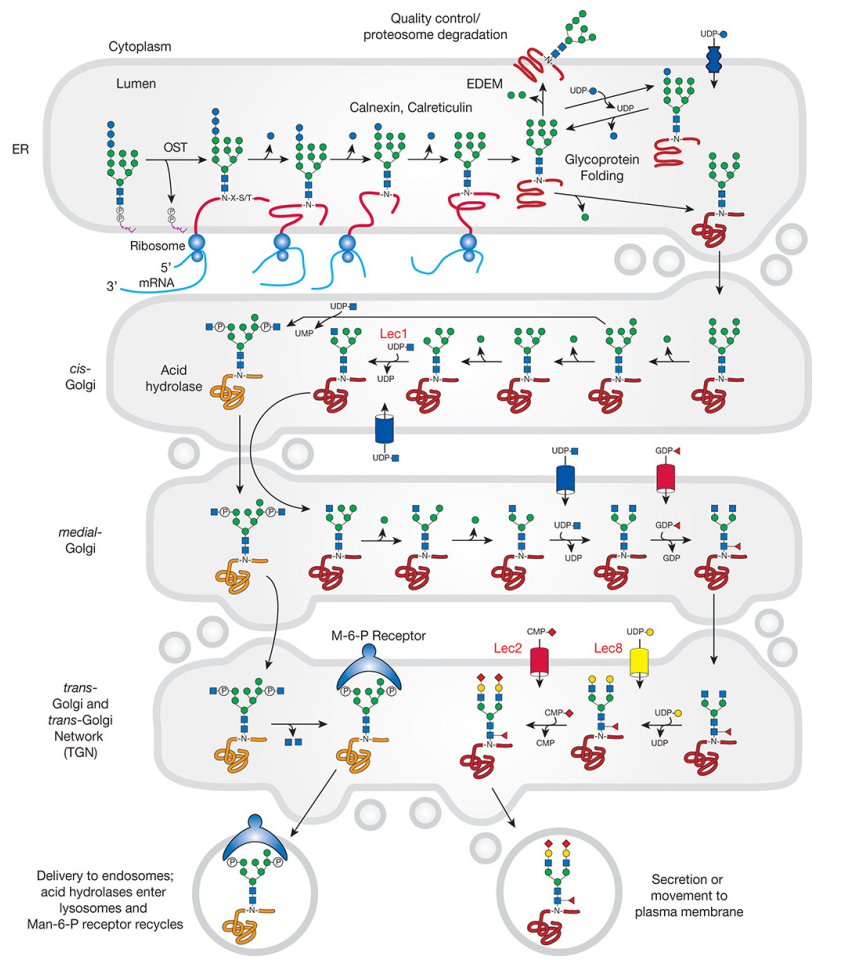 Quality control/
proteosome degradation
Cytoplasm
UDP
Lumen
EDEM
UDP
UDP
Calnexin, Calreticulin
ER
OST
Glycoprotein
Folding
N
N
N-X-S/T
N
N
N
N
N
P
P
P
P
Ribosome
5’
3’
mRNA
UDP
UMP
Lec1
UDP
UDP
P
P
cis-
Golgi
Acid
hydrolase
N
N
N
N
N
N
UDP
UDP
GDP
medial-
Golgi
P
P
UDP
UDP
GDP
GDP
N
N
N
N
N
N
M-6-P Receptor
Lec2
CMP
Lec8
UDP
trans-
Golgi and
trans-Golgi
Network
(TGN)
P
P
P
P
CMP
CMP
UDP
UDP
N
N
N
N
N
Delivery to endosomes;
acid hydrolases enter
lysosomes and
Man-6-P receptor recycles
P
P
N
N
Secretion or
movement to
plasma membrane